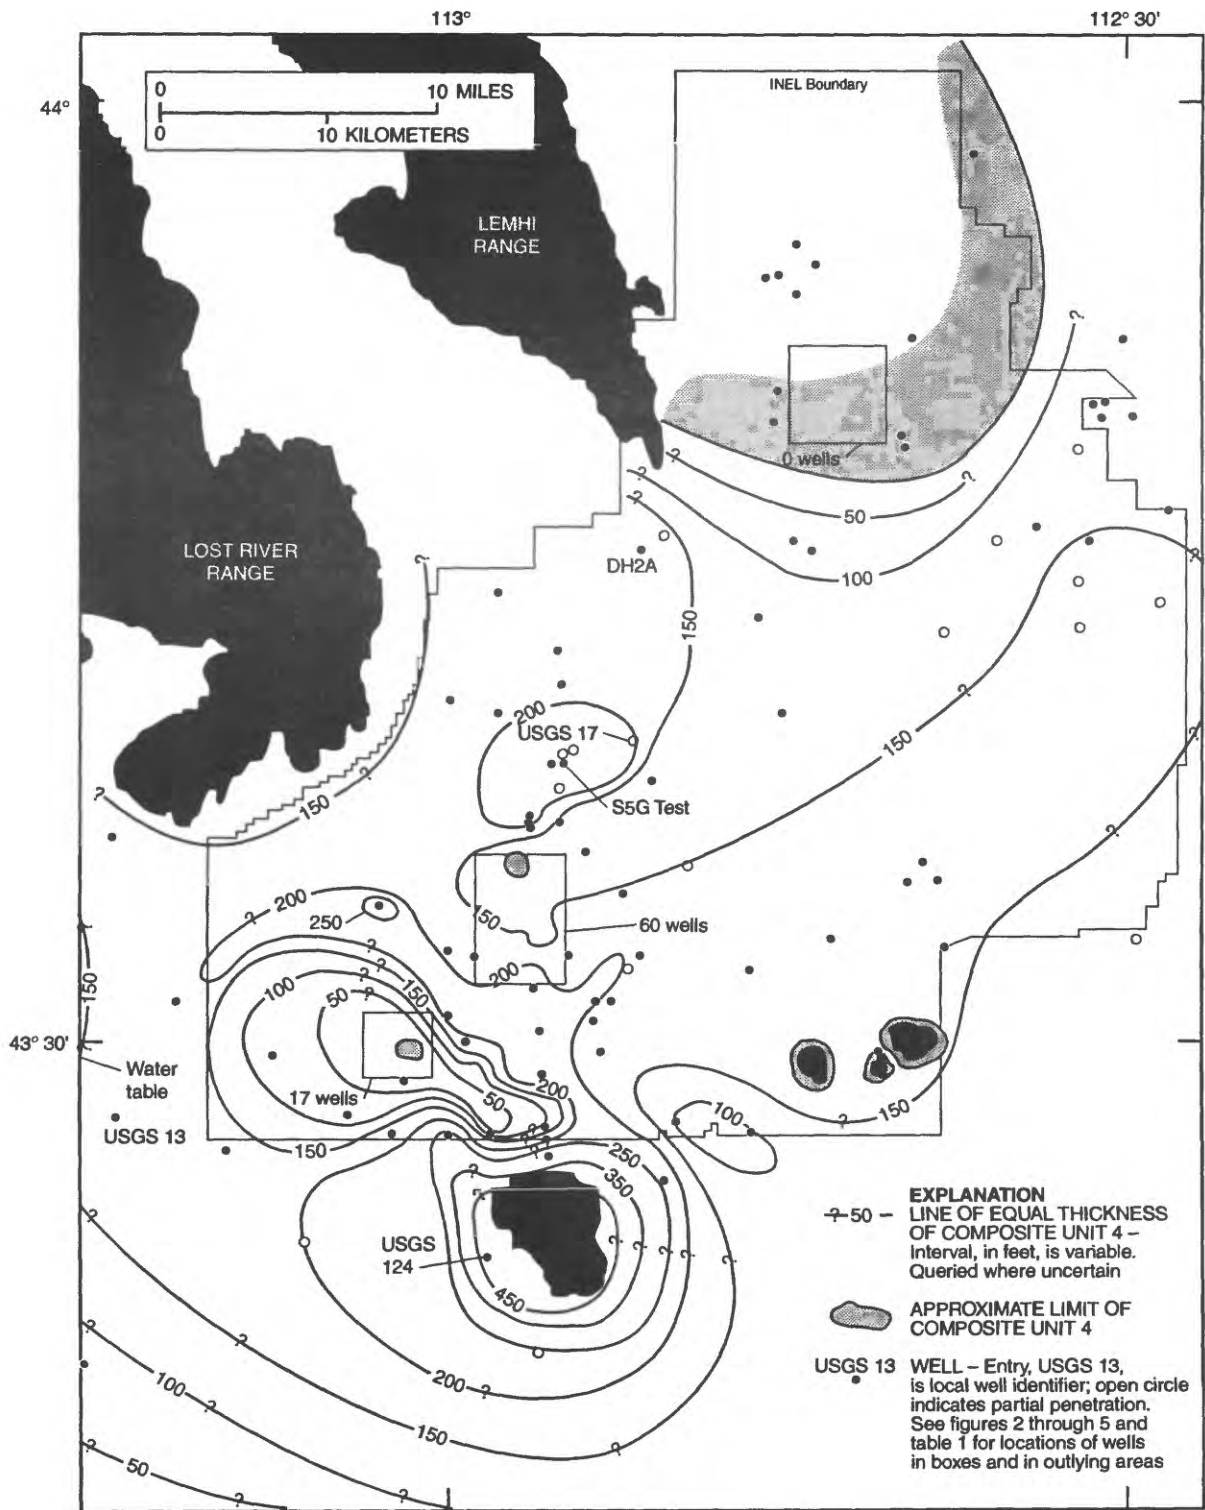 113°
112° 30'
44°
0
10 MILES
0
10 KILOMETERS
INEL Boundary
LEMHI
RANGE
?
0 wells
?
?
?
50
?
?
100
LOST RIVER
RANGE
?
DH2A
?
150
?
200
USGS 17
?
150
?
S5G Test
?
150
?
?
200
?
250
150
60 wells
?
?
150
200
100
?
150
50
?
43° 30'
Water
table
17 wells
200
50
USGS 13
150
100
?
150
?
250
350
?
USGS
124
450
?
200
?
?
150
?
?
100
?
?
50
?
EXPLANATION
?-50 – LINE OF EQUAL THICKNESS
OF COMPOSITE UNIT 4 –
Interval, in feet, is variable.
Queried where uncertain
APPROXIMATE LIMIT OF
COMPOSITE UNIT 4
USGS 13 WELL – Entry, USGS 13,
is local well identifier; open circle
indicates partial penetration.
See figures 2 through 5 and
table 1 for locations of wells
in boxes and in outlying areas